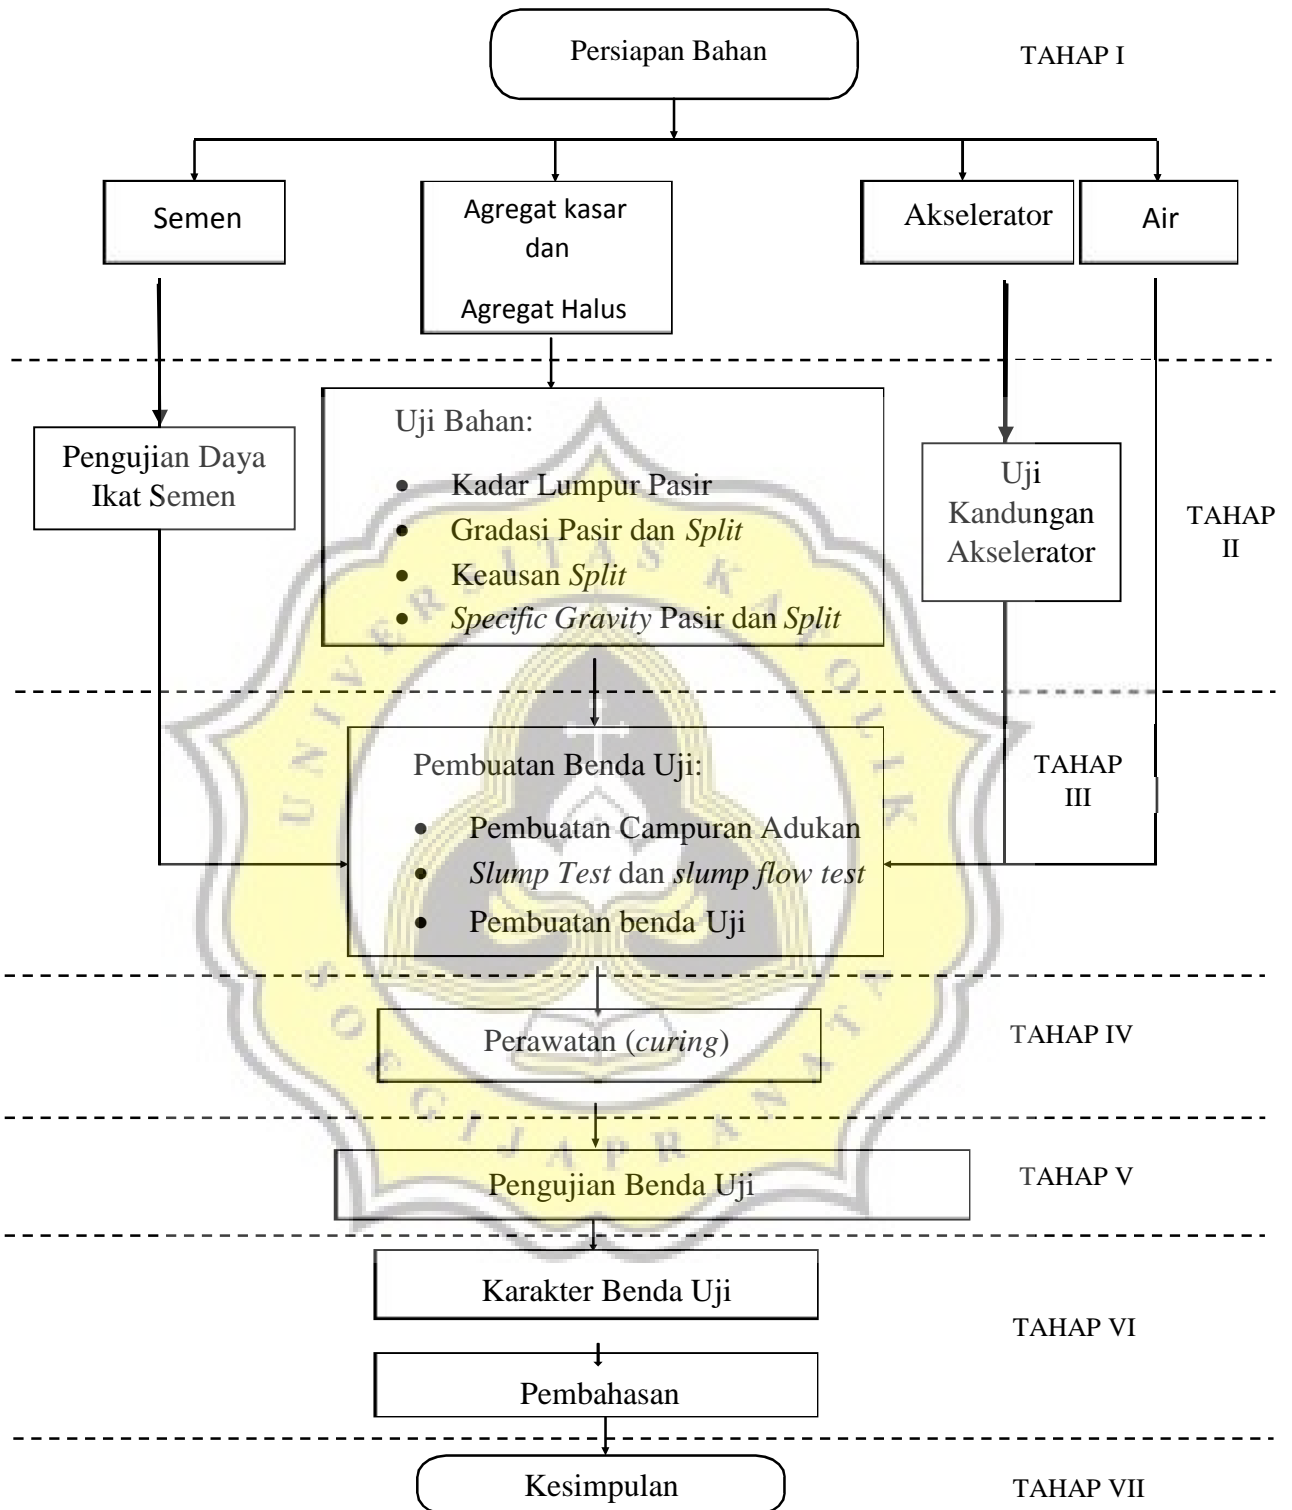 Persiapan Bahan
TAHAP I
Semen
Agregat kasar
dan
Agregat Halus
Akselerator
Air
Pengujian Daya
Ikat Semen
Uji Bahan:
• Kadar Lumpur Pasir
• Gradasi Pasir dan Split
• Keausan Split
• Specific Gravity Pasir dan Split
Uji
Kandungan
Akselerator
TAHAP
II
Pembuatan Benda Uji:
• Pembuatan Campuran Adukan
• Slump Test dan slump flow test
• Pembuatan benda Uji
TAHAP
III
Perawatan (curing)
TAHAP IV
Pengujian Benda Uji
TAHAP V
Karakter Benda Uji
TAHAP VI
Pembahasan
Kesimpulan
TAHAP VII
UNIVERSITAS KATOLIK
SOEGIJAPRANATA